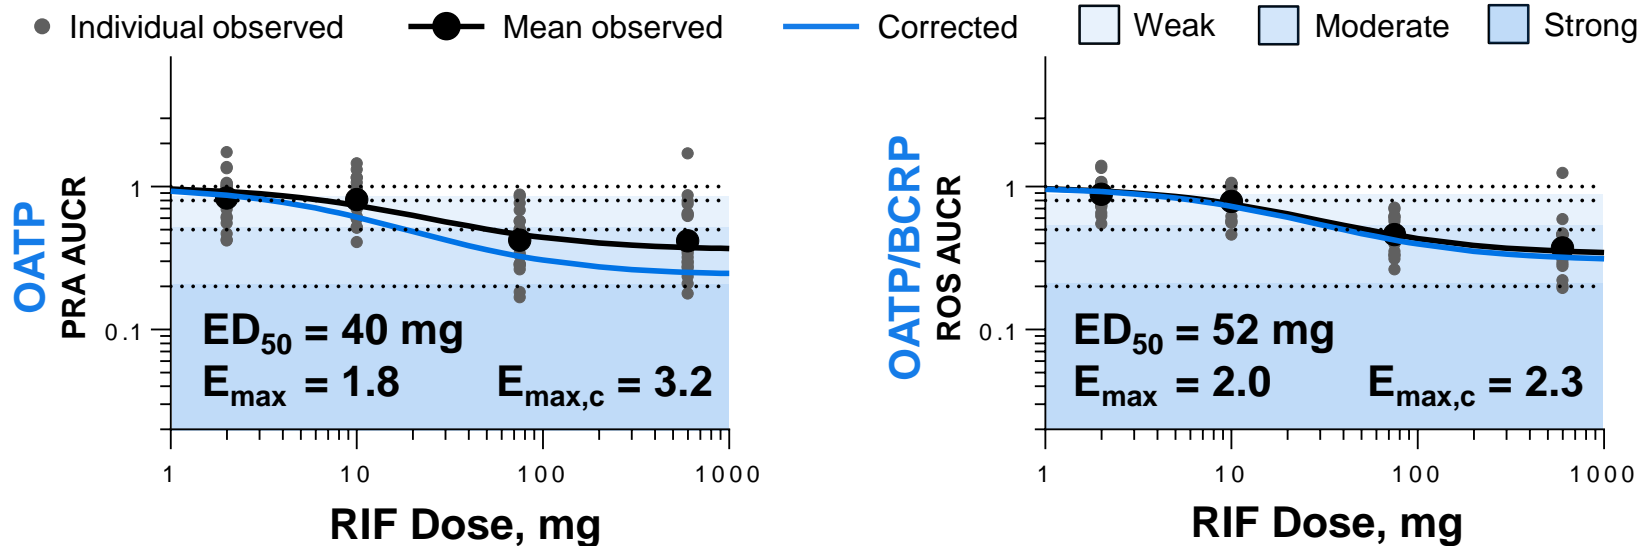 Individual observed Mean observed Corrected Weak Moderate Strong
OATP
PRA AUCR
1
0.1
ED50 = 40 mg
Emax = 1.8 Emax,c = 3.2
1 10 100 1000
RIF Dose, mg
OATP/BCRP
ROS AUCR
1
0.1
ED50 = 52 mg
Emax = 2.0 Emax,c = 2.3
1 10 100 1000
RIF Dose, mg